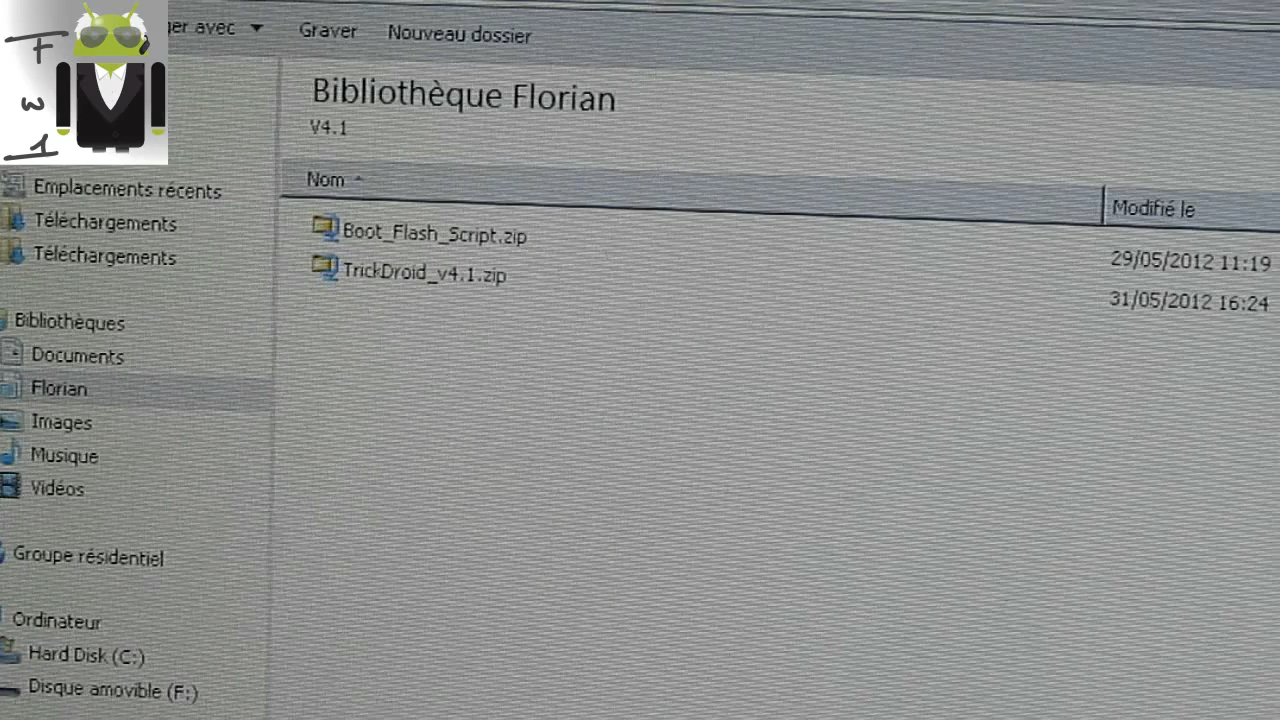 F
W
1
ger avec
Graver
Nouveau dossier
Bibliothèque Florian
V4.1
Nom
Modifié le
Boot_Flash_Script.zip
29/05/2012 11:19
TrickDroid_v4.1.zip
31/05/2012 16:24
Emplacements récents
Téléchargements
Téléchargements
Bibliothèques
Documents
Florian
Images
Musique
Vidéos
Groupe résidentiel
Ordinateur
Hard Disk (C:)
Disque amovible (F:)